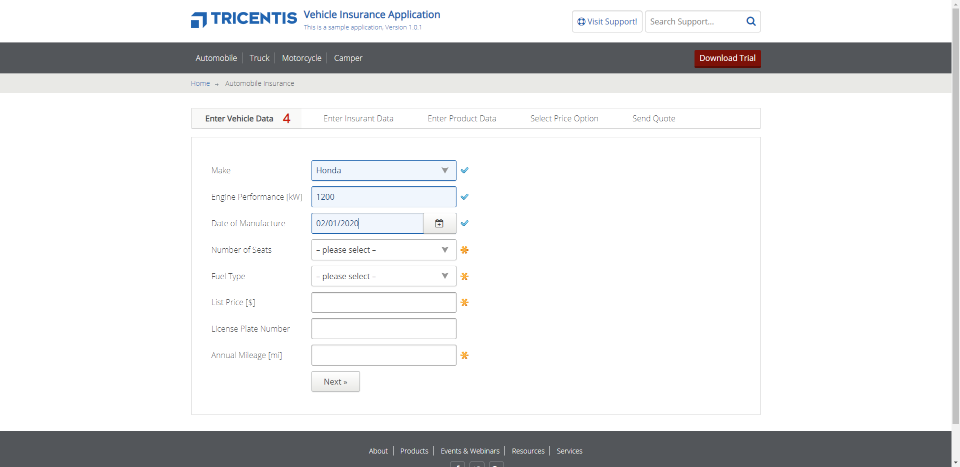 TRICENTIS Vehicle Insurance Application
This is a sample application. Version 1.0.1
Visit Support!
Search Support...
Automobile Truck Motorcycle Camper
Download Trial
Home → Automobile Insurance
Enter Vehicle Data 4 Enter Insurant Data Enter Product Data Select Price Option Send Quote
Make Honda
Engine Performance [kW] 1200
Date of Manufacture 02/01/2020
Number of Seats – please select –
Fuel Type – please select –
List Price [$]
License Plate Number
Annual Mileage [mi]
Next »
About Products Events & Webinars Resources Services